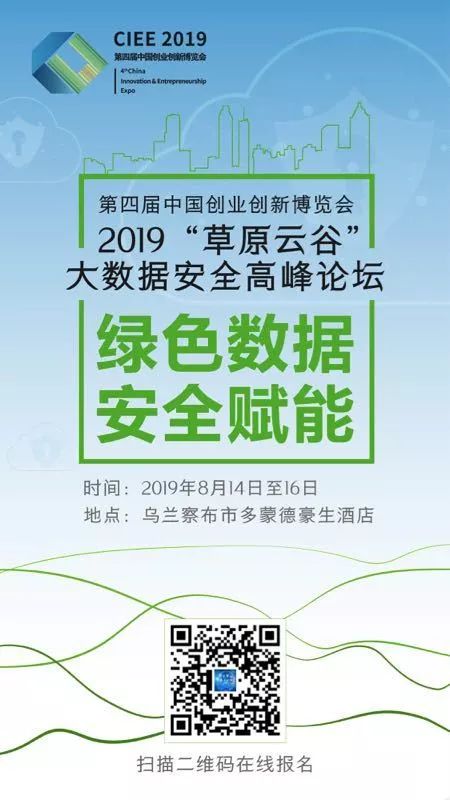 CIEE 2019
第四届中国创业创新博览会
4th China
Innovation & Entrepreneurship
Expo
第四届中国创业创新博览会
2019“草原云谷”
大数据安全高峰论坛
绿色数据
安全赋能
时间：2019年8月14日至16日
地点：乌兰察布市多蒙德豪生酒店
扫描二维码在线报名